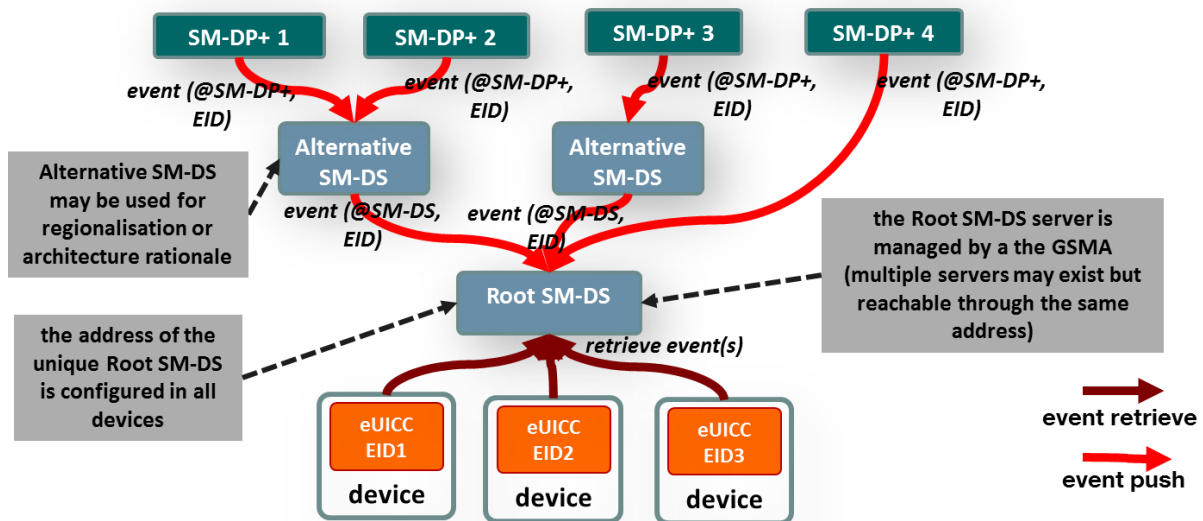 SM-DP+ 1
SM-DP+ 2
SM-DP+ 3
SM-DP+ 4
event (@SM-DP+,
EID)
event (@SM-DP+,
EID)
event (@SM-DP+,
EID)
event (@SM-DP+,
EID)
Alternative
SM-DS
Alternative
SM-DS
Alternative SM-DS
may be used for
regionalisation or
architecture rationale
event (@SM-DS,
EID)
event (@SM-DS,
EID)
the Root SM-DS server is
managed by a the GSMA
(multiple servers may exist but
reachable through the same
address)
Root SM-DS
the address of the
unique Root SM-DS
is configured in all
devices
retrieve event(s)
eUICC
EID1
device
eUICC
EID2
device
eUICC
EID3
device
event retrieve
event push